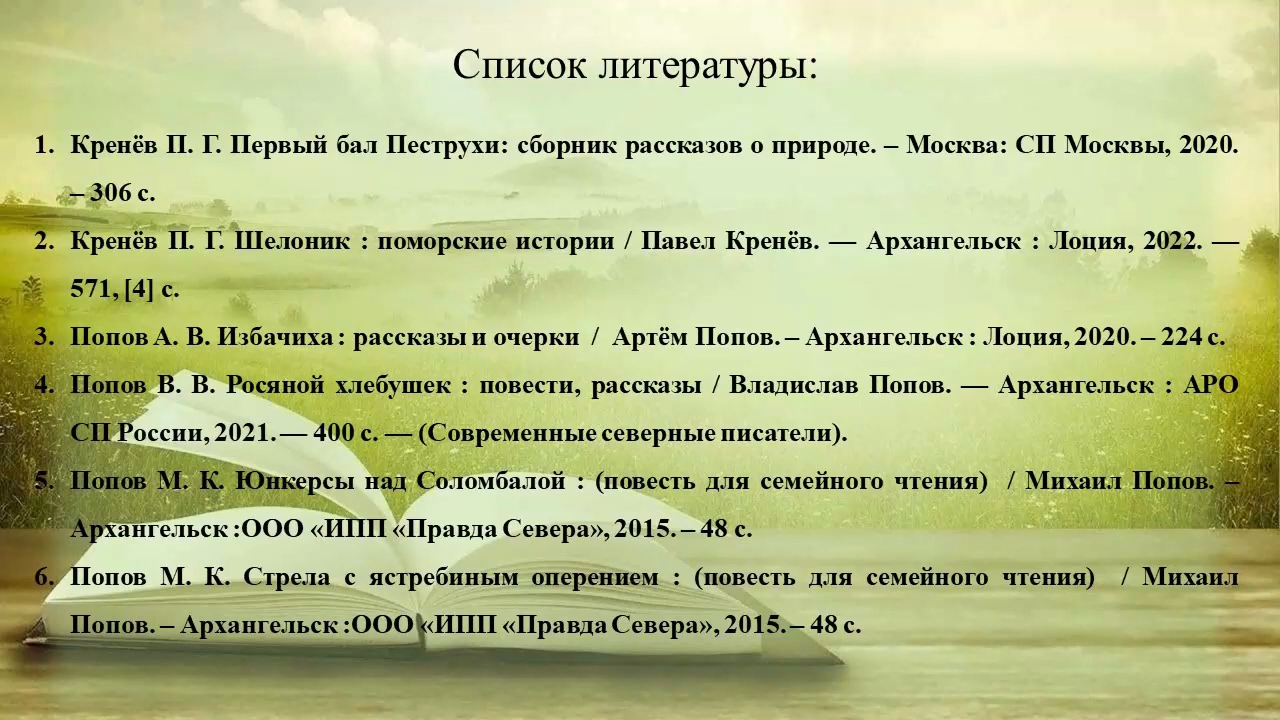 Список литературы:
1. Кренёв П. Г. Первый бал Пеструхи: сборник рассказов о природе. – Москва: СП Москвы, 2020.
– 306 с.
2. Кренёв П. Г. Шелоник : поморские истории / Павел Кренёв. — Архангельск : Лоция, 2022. —
571, [4] с.
3. Попов А. В. Избачиха : рассказы и очерки / Артём Попов. – Архангельск : Лоция, 2020. – 224 с.
4. Попов В. В. Росяной хлебушек : повести, рассказы / Владислав Попов. — Архангельск : АРО
СП России, 2021. — 400 с. — (Современные северные писатели).
5. Попов М. К. Юнкерсы над Соломбалой : (повесть для семейного чтения) / Михаил Попов. –
Архангельск :ООО «ИПП «Правда Севера», 2015. – 48 с.
6. Попов М. К. Стрела с ястребиным оперением : (повесть для семейного чтения) / Михаил
Попов. – Архангельск :ООО «ИПП «Правда Севера», 2015. – 48 с.